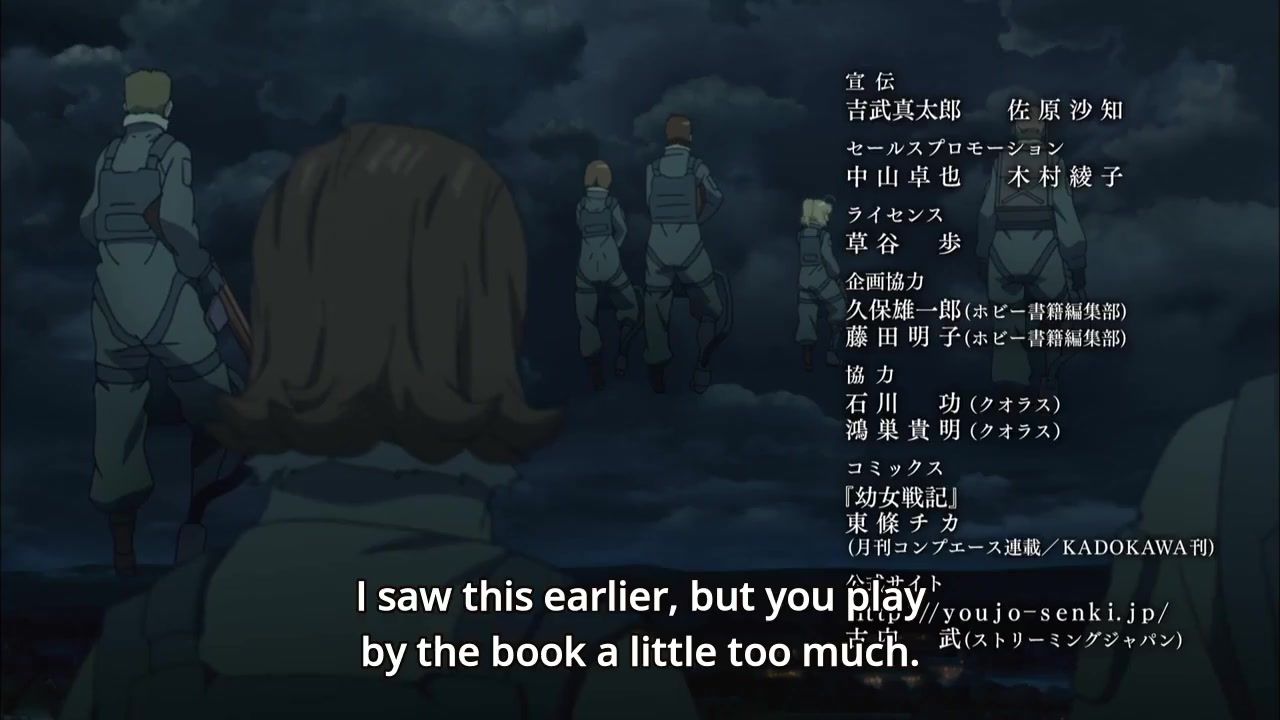 宣伝
吉武真太郎 佐原沙知
セールスプロモーション
中山卓也 木村綾子
ライセンス
草谷 歩
企画協力
久保雄一郎(ホビー書籍編集部)
藤田明子(ホビー書籍編集部)
協力
石川 功(クオラス)
鴻巣貴明(クオラス)
コミックス
『幼女戦記』
東條チカ
(月刊コンプエース連載／KADOKAWA刊)
公式サイト
http://youjo-senki.jp/
武(ストリーミングジャパン)
I saw this earlier, but you play
by the book a little too much.